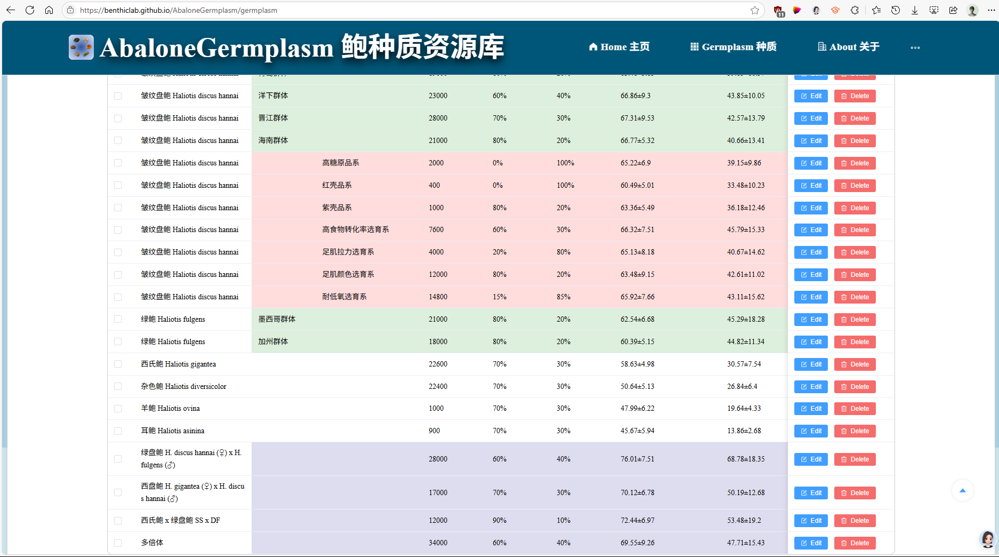 https://benthiclab.github.io/AbaloneGermplasm/germplasm
11
AbaloneGermplasm 鲍种质资源库
Home 主页
Germplasm 种质
About 关于
皱纹盘鲍 Haliotis discus hannai 洋下群体 23000 60% 40% 66.86±9.3 43.85±10.05 Edit Delete
皱纹盘鲍 Haliotis discus hannai 晋江群体 28000 70% 30% 67.31±9.53 42.57±13.79 Edit Delete
皱纹盘鲍 Haliotis discus hannai 海南群体 21000 80% 20% 66.77±5.32 40.66±13.41 Edit Delete
皱纹盘鲍 Haliotis discus hannai 高糖原品系 2000 0% 100% 65.22±6.9 39.15±9.86 Edit Delete
皱纹盘鲍 Haliotis discus hannai 红壳品系 400 0% 100% 60.49±5.01 33.48±10.23 Edit Delete
皱纹盘鲍 Haliotis discus hannai 紫壳品系 1000 80% 20% 63.36±5.49 36.18±12.46 Edit Delete
皱纹盘鲍 Haliotis discus hannai 高食物转化率选育系 7600 60% 30% 66.32±7.51 45.79±15.33 Edit Delete
皱纹盘鲍 Haliotis discus hannai 足肌拉力选育系 4000 20% 80% 65.13±8.18 40.67±14.62 Edit Delete
皱纹盘鲍 Haliotis discus hannai 足肌颜色选育系 12000 80% 20% 63.48±9.15 42.61±11.02 Edit Delete
皱纹盘鲍 Haliotis discus hannai 耐低氧选育系 14800 15% 85% 65.92±7.66 43.11±15.62 Edit Delete
绿鲍 Haliotis fulgens 墨西哥群体 21000 80% 20% 62.54±6.68 45.29±18.28 Edit Delete
绿鲍 Haliotis fulgens 加州群体 18000 80% 20% 60.39±5.15 44.82±11.34 Edit Delete
西氏鲍 Haliotis gigantea 22600 70% 30% 58.63±4.98 30.57±7.54 Edit Delete
杂色鲍 Haliotis diversicolor 22400 70% 30% 50.64±5.13 26.84±6.4 Edit Delete
羊鲍 Haliotis ovina 1000 70% 30% 47.99±6.22 19.64±4.33 Edit Delete
耳鲍 Haliotis asinina 900 70% 30% 45.67±5.94 13.86±2.68 Edit Delete
绿盘鲍 H. discus hannai (♀) x H.
fulgens (♂) 28000 60% 40% 76.01±7.51 68.78±18.35 Edit Delete
西盘鲍 H. gigantea (♀) x H. discu
s hannai (♂) 17000 70% 30% 70.12±6.78 50.19±12.68 Edit Delete
西氏鲍 x 绿盘鲍 SS x DF 12000 90% 10% 72.44±6.97 53.48±19.2 Edit Delete
多倍体 34000 60% 40% 69.55±9.26 47.71±15.43 Edit Delete